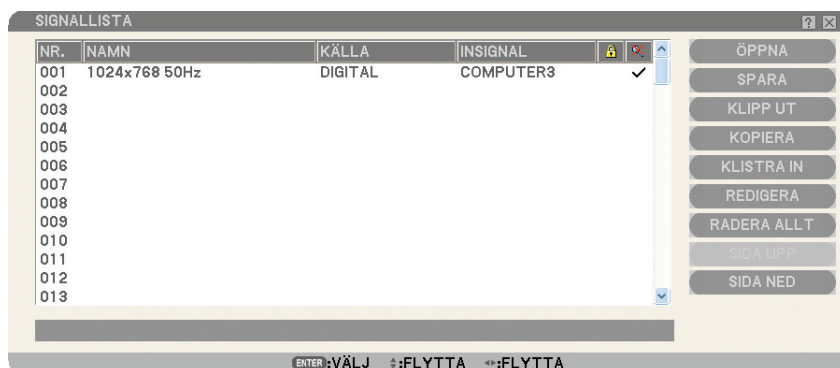 SIGNALLISTA
NR. NAMN KÄLLA INSIGNAL
001 1024x768 50Hz DIGITAL COMPUTER3
002
003
004
005
006
007
008
009
010
011
012
013
ÖPPNA
SPARA
KLIPP UT
KOPIERA
KLISTRA IN
REDIGERA
RADERA ALLT
SIDA UPP
SIDA NED
ENTER:VÄLJ :FLYTTA :FLYTTA